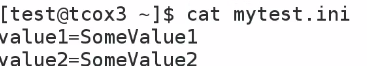 [test@tcox3 ~]$ cat mytest.ini
value1=SomeValue1
value2=SomeValue2